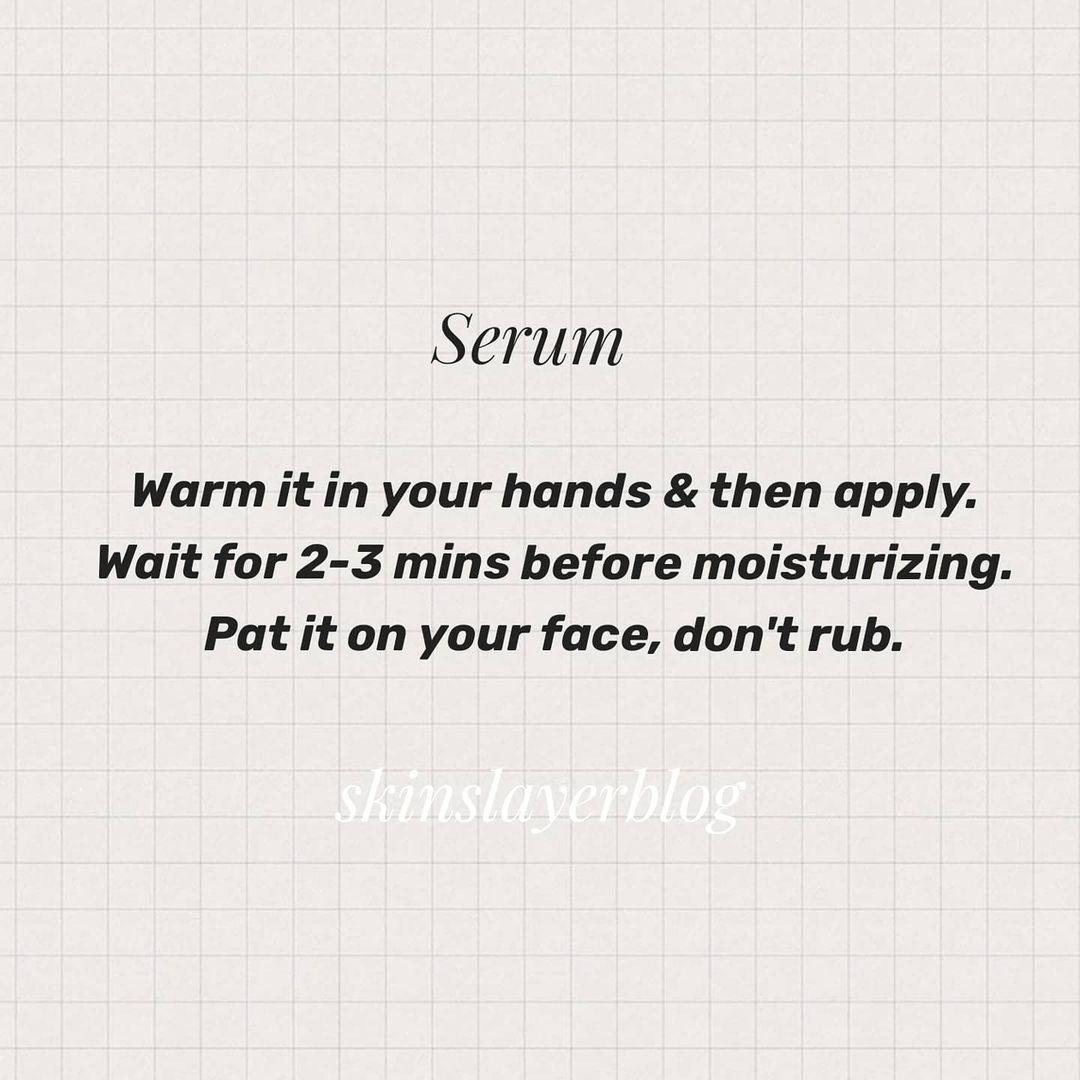 Serum
Warm it in your hands & then apply.
Wait for 2-3 mins before moisturizing.
Pat it on your face, don't rub.
skinslayerblog